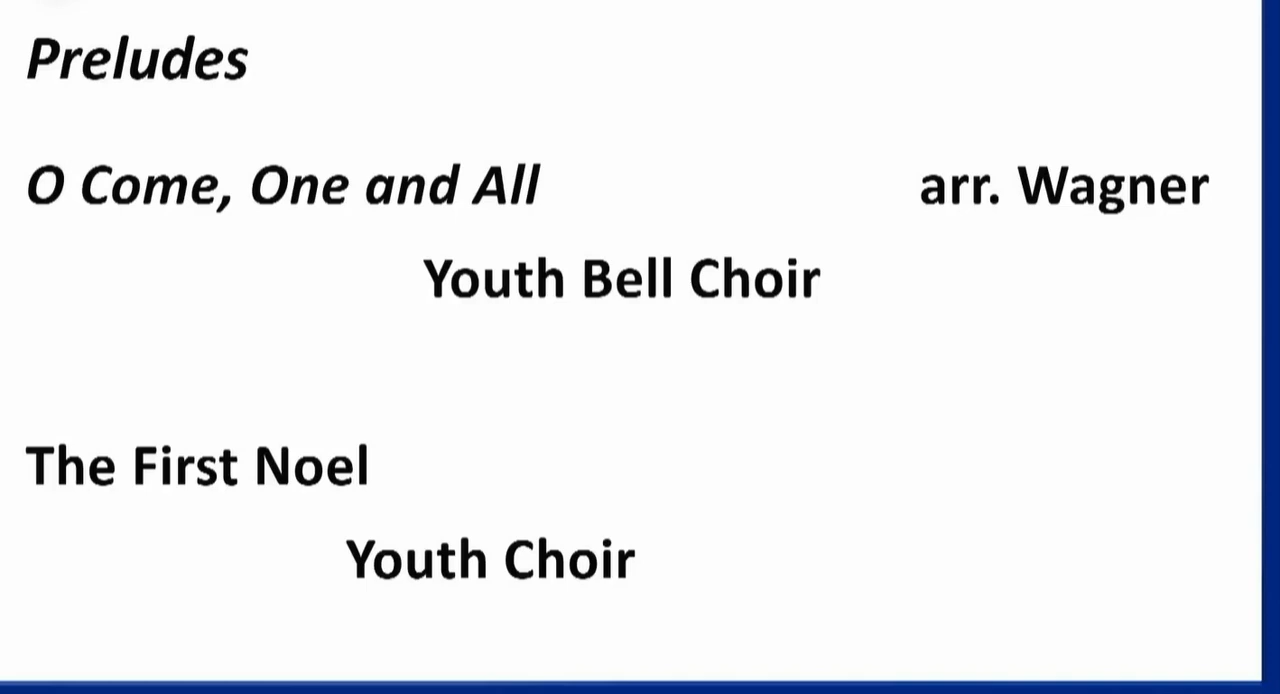 Preludes
O Come, One and All arr. Wagner
Youth Bell Choir
The First Noel
Youth Choir